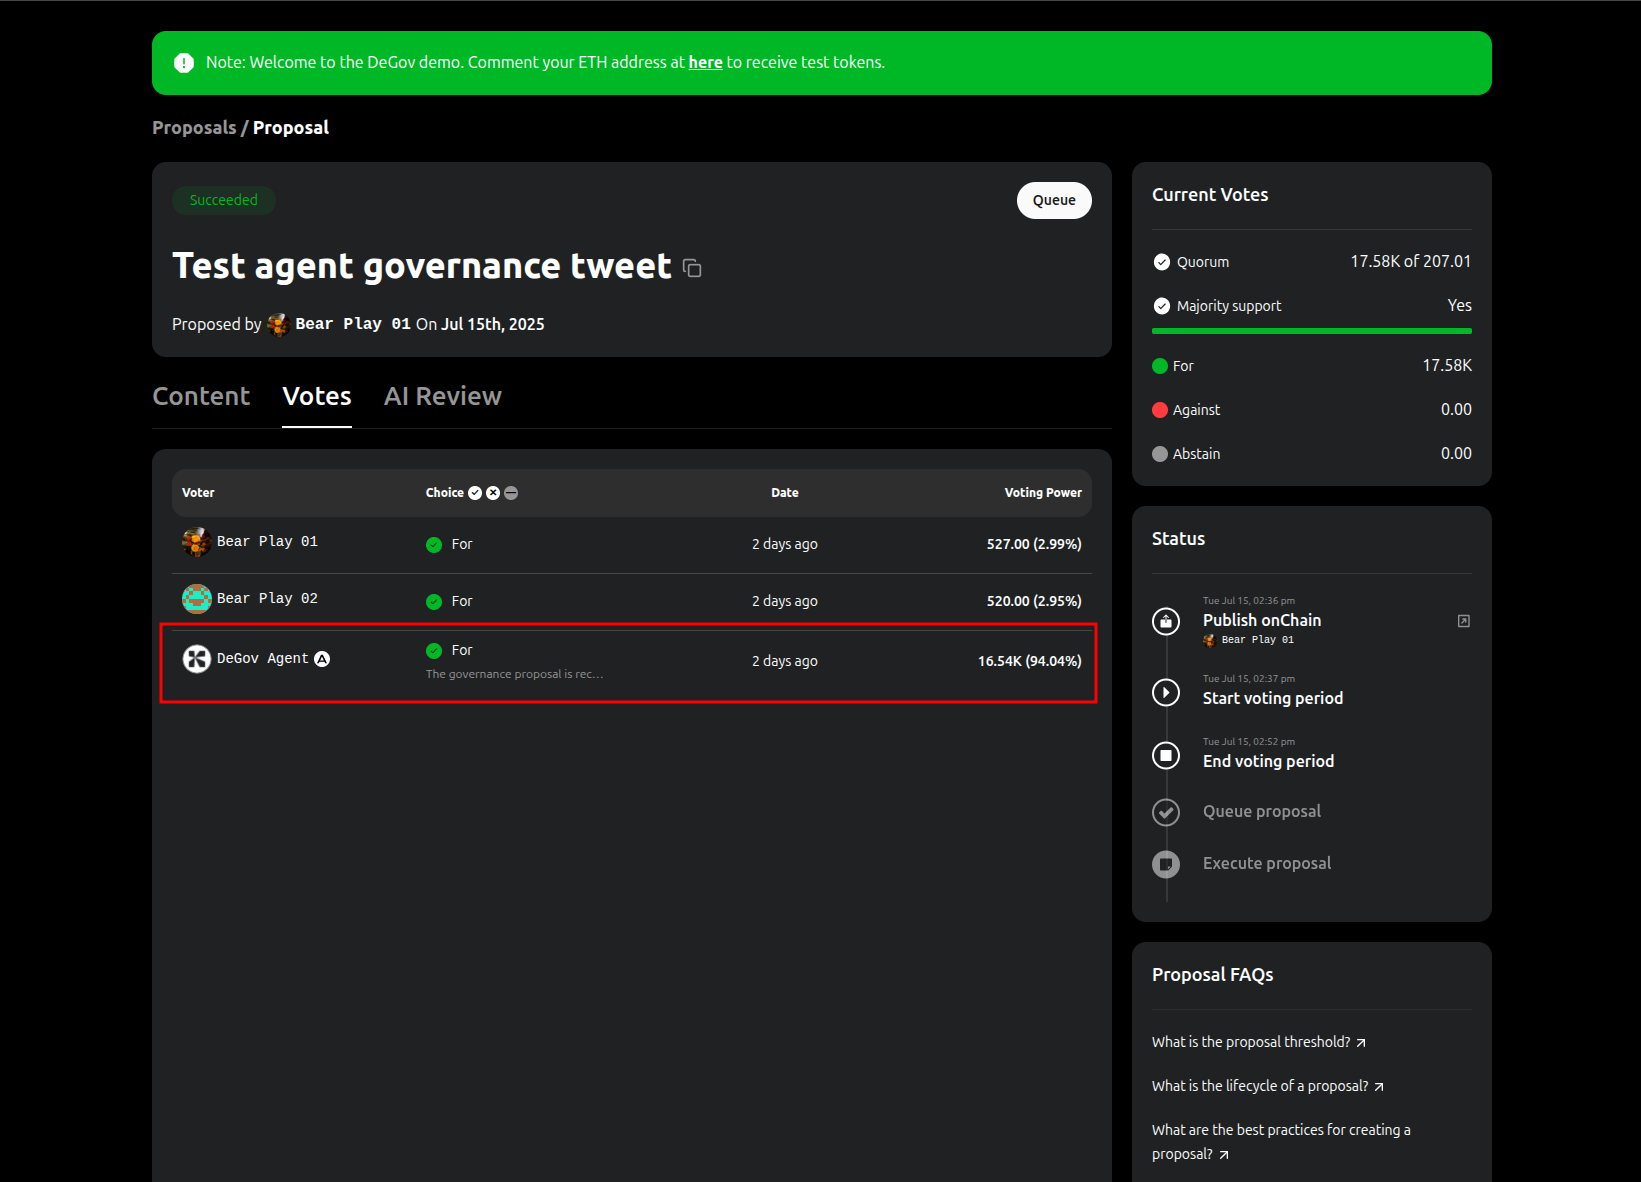 Note: Welcome to the DeGov demo. Comment your ETH address at here to receive test tokens.
Proposals / Proposal
Succeeded
Queue
Test agent governance tweet
Proposed by Bear Play 01 On Jul 15th, 2025
Content Votes AI Review
Voter Choice Date Voting Power
Bear Play 01 For 2 days ago 527.00 (2.99%)
Bear Play 02 For 2 days ago 520.00 (2.95%)
DeGov Agent For 2 days ago 16.54K (94.04%)
The governance proposal is rec...
Current Votes
Quorum 17.58K of 207.01
Majority support Yes
For 17.58K
Against 0.00
Abstain 0.00
Status
Tue Jul 15, 02:36 pm
Publish onChain
Bear Play 01
Tue Jul 15, 02:37 pm
Start voting period
Tue Jul 15, 02:52 pm
End voting period
Queue proposal
Execute proposal
Proposal FAQs
What is the proposal threshold?
What is the lifecycle of a proposal?
What are the best practices for creating a
proposal?